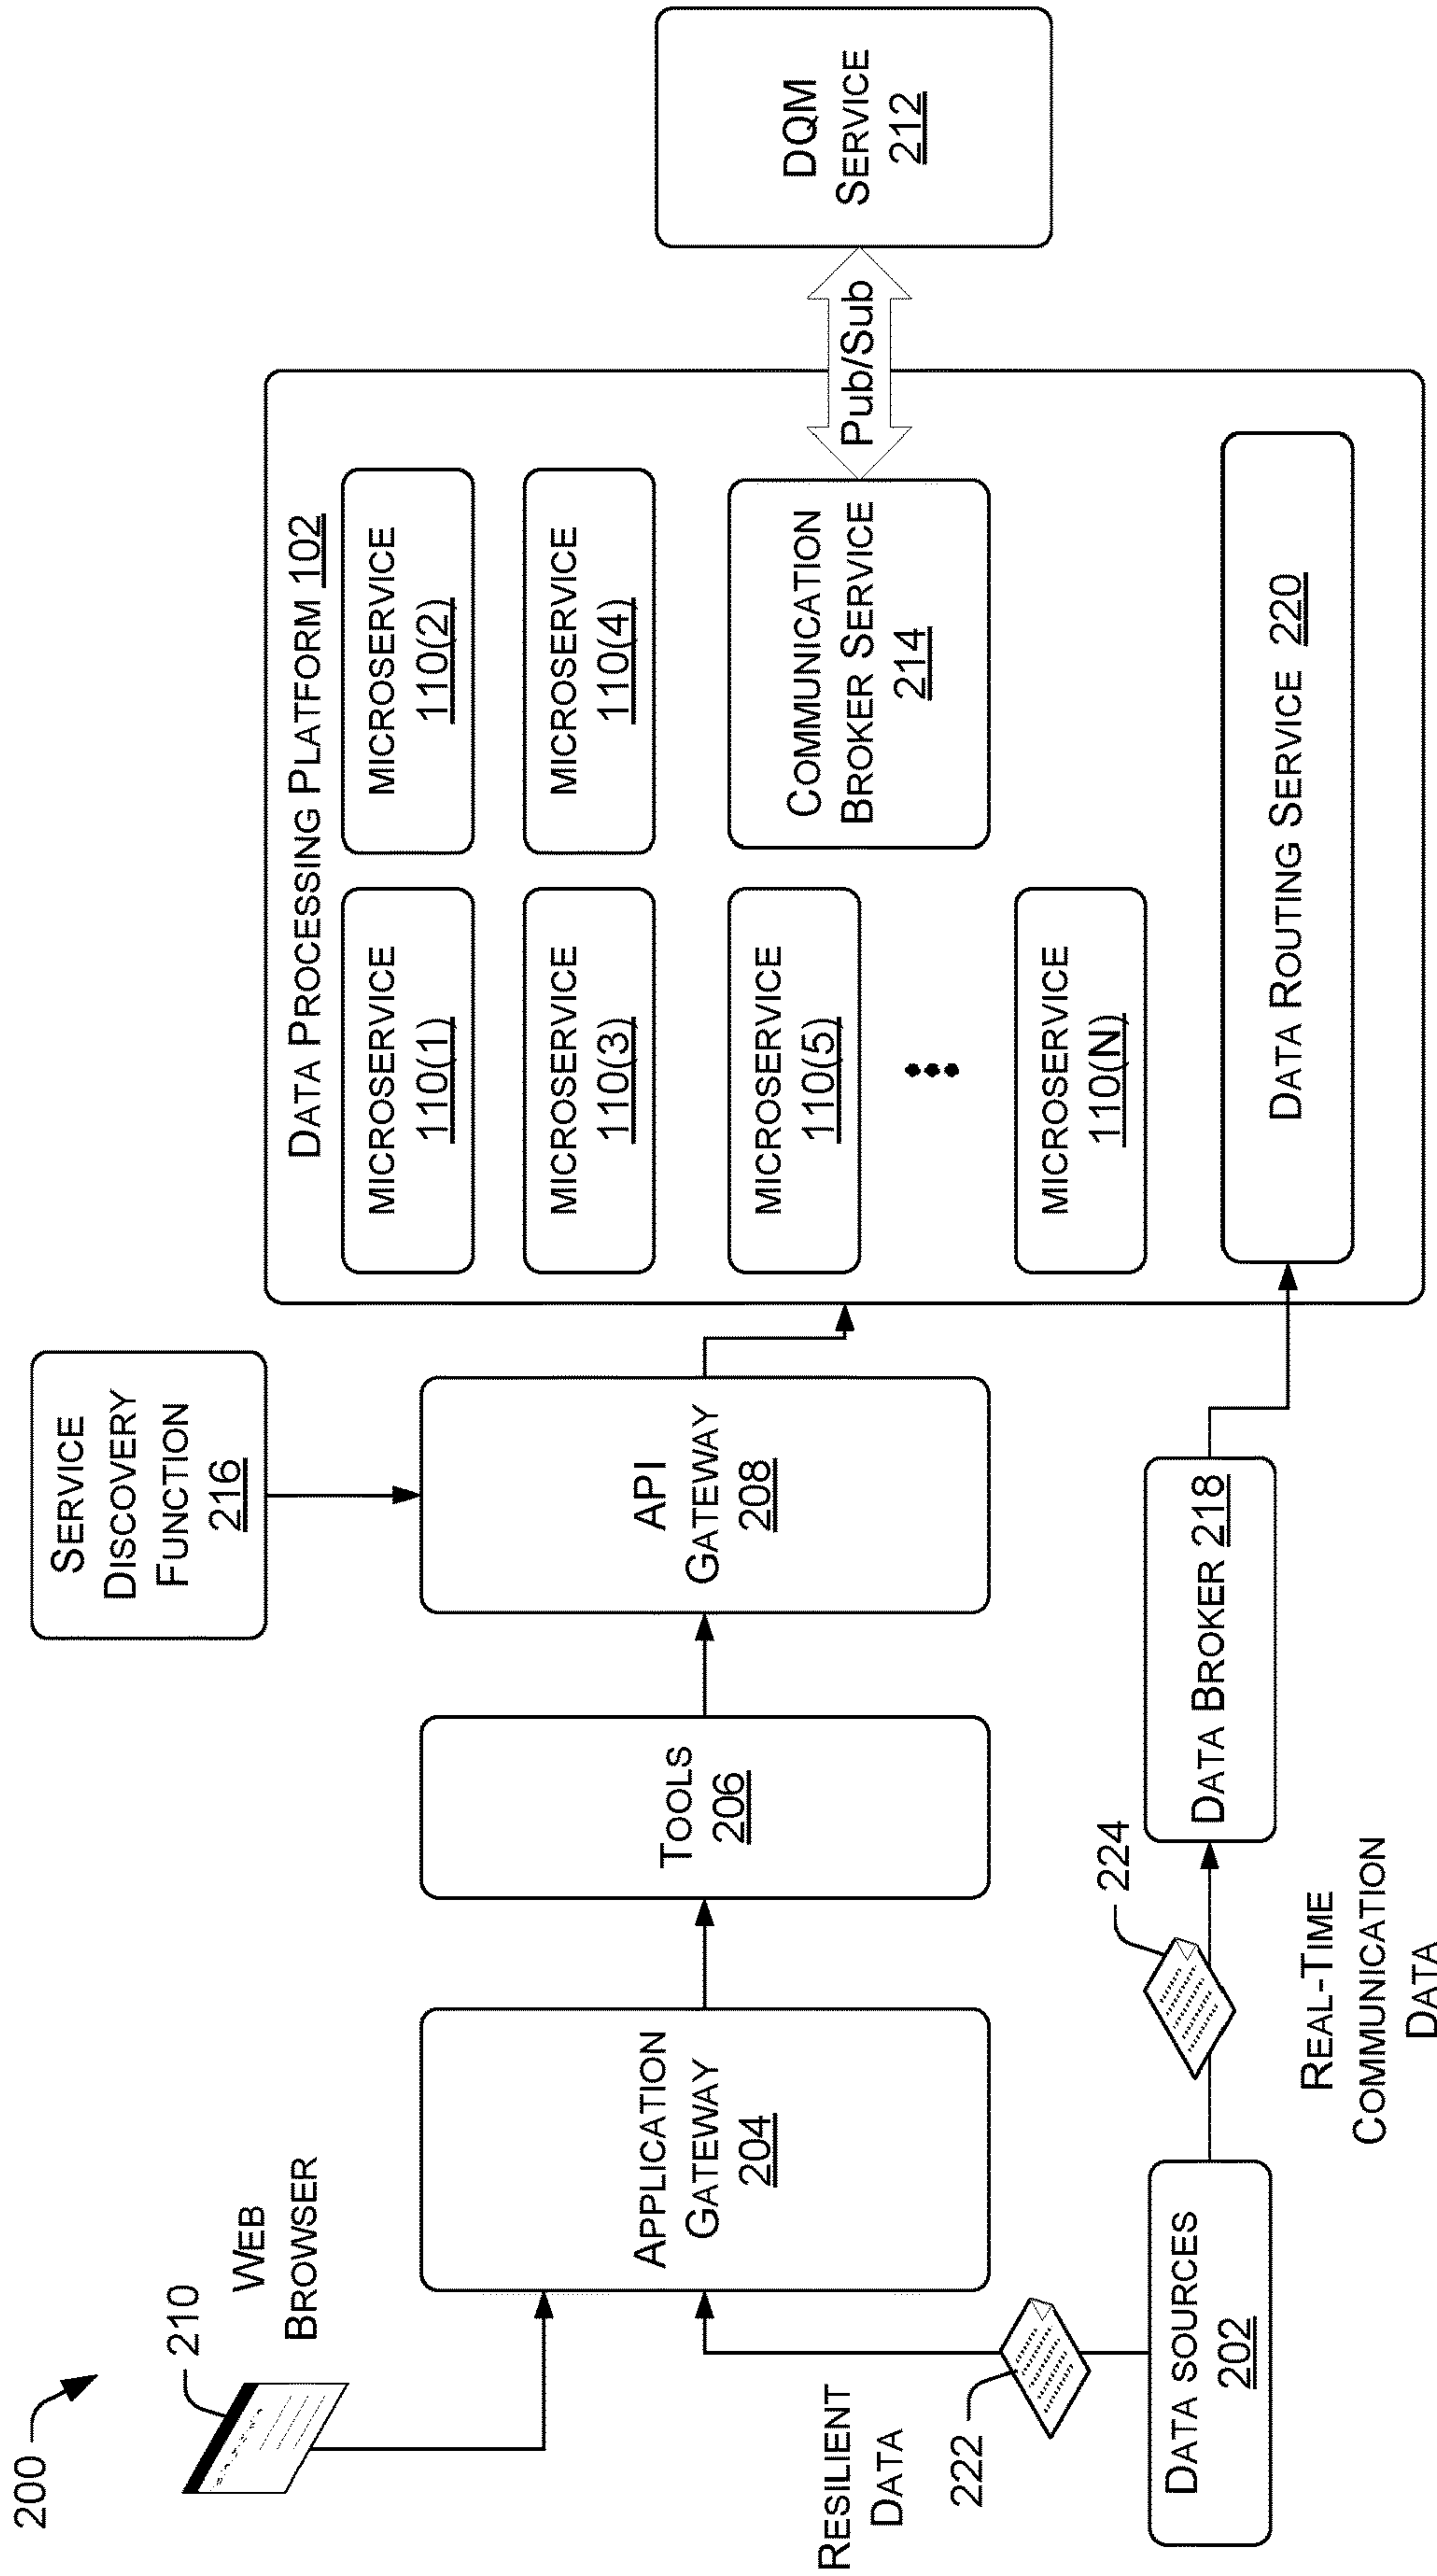 200
210
WEB
BROWSER
RESILIENT
DATA
222
DATA SOURCES
202
APPLICATION
GATEWAY
204
TOOLS
206
SERVICE
DISCOVERY
FUNCTION
216
API
GATEWAY
208
224
REAL-TIME
COMMUNICATION
DATA
DATA BROKER 218
DATA PROCESSING PLATFORM 102
MICROSERVICE
110(1)
MICROSERVICE
110(2)
MICROSERVICE
110(3)
MICROSERVICE
110(4)
MICROSERVICE
110(5)
•••
MICROSERVICE
110(N)
COMMUNICATION
BROKER SERVICE
214
DATA ROUTING SERVICE 220
Pub/Sub
DQM
SERVICE
212